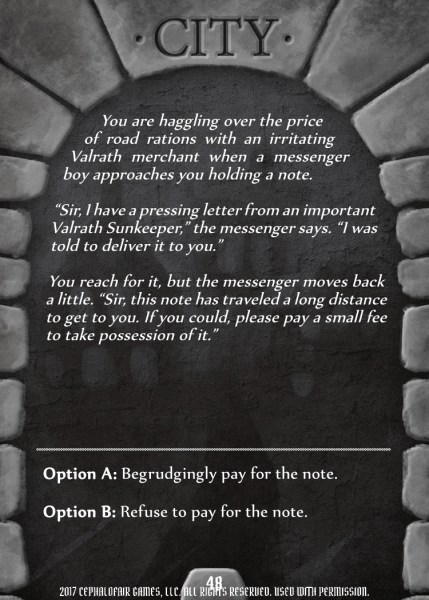 · CITY ·
You are haggling over the price
of road rations with an irritating
Valrath merchant when a messenger
boy approaches you holding a note.
“Sir, I have a pressing letter from an important
Valrath Sunkeeper,” the messenger says. “I was
told to deliver it to you.”
You reach for it, but the messenger moves back
a little. “Sir, this note has traveled a long distance
to get to you. If you could, please pay a small fee
to take possession of it.”
Option A: Begrudgingly pay for the note.
Option B: Refuse to pay for the note.
48
2017 CEPHALOFAIR GAMES, LLC. ALL RIGHTS RESERVED. USED WITH PERMISSION.